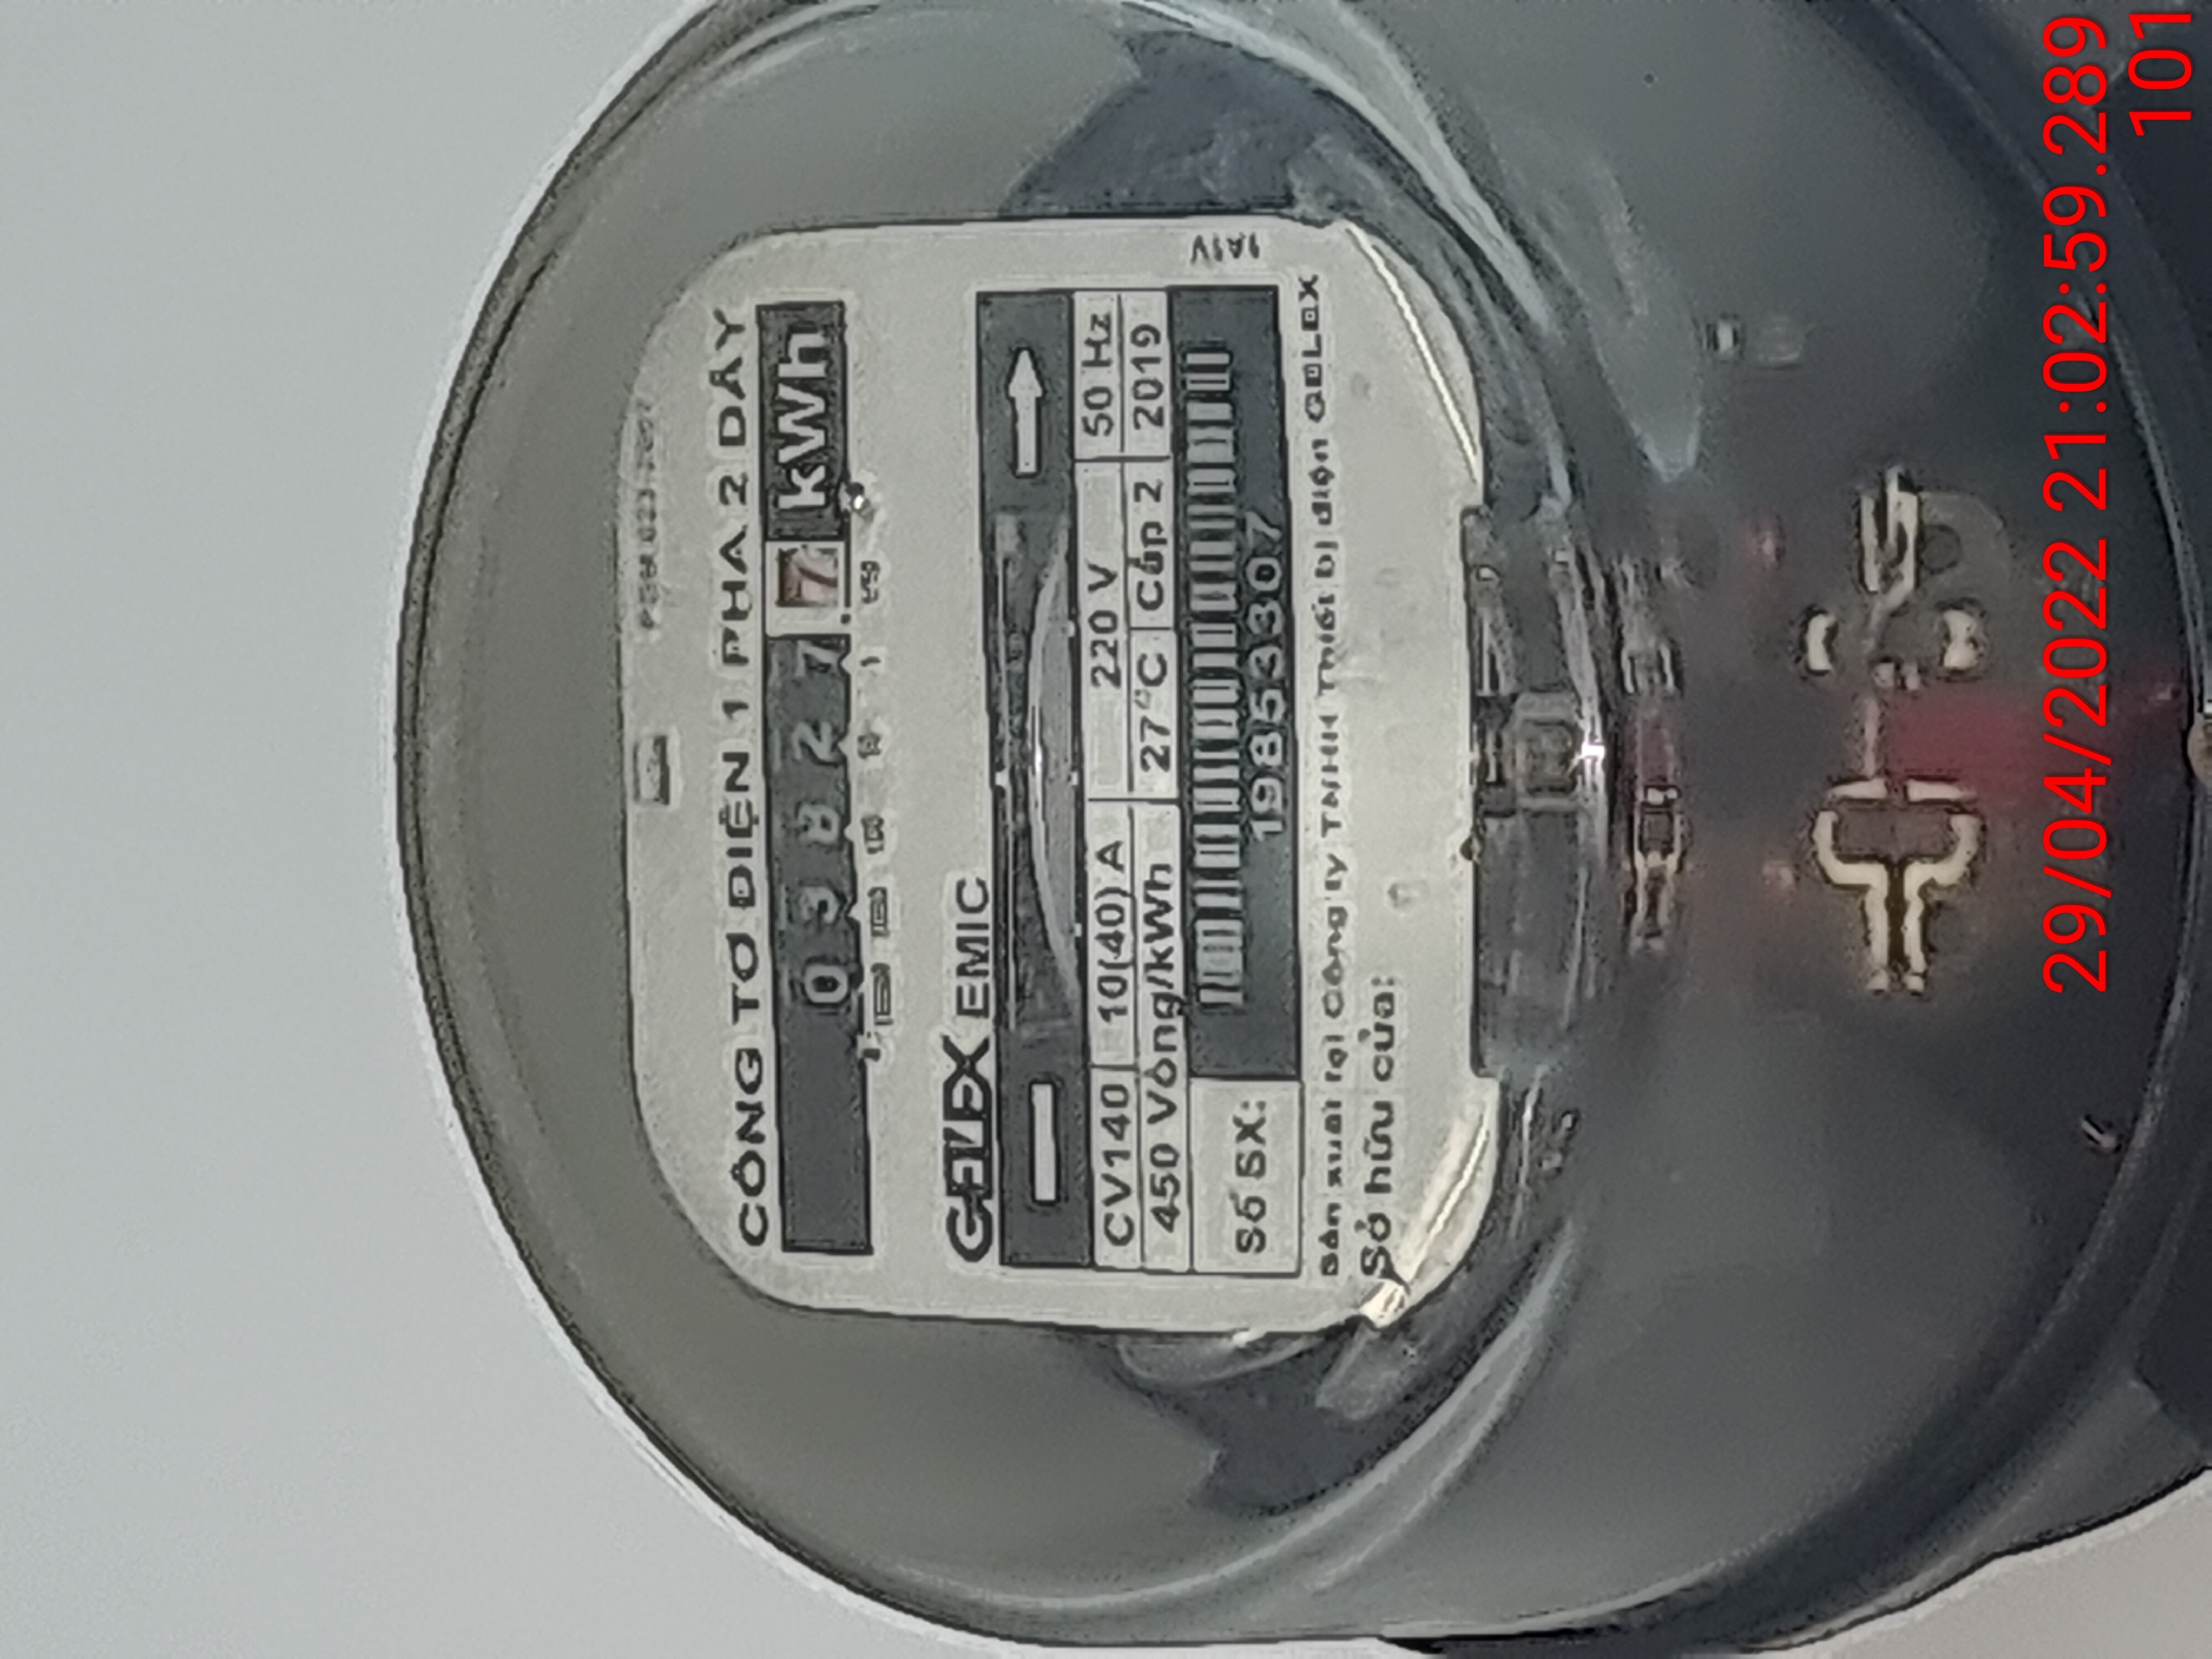 CÔNG TƠ ĐIỆN 1 PHA 2 DÂY
0 3 8 2 7 7 kWh
GELEX EMIC
CV140 10(40) A 220 V 50 Hz
450 Vòng/kWh 27°C Cấp 2 2019
Số SX:
198533307
Sản xuất tại Công ty TNHH Thiết bị điện GELEX
Sở hữu của:
29/04/2022 21:02:59.289
101